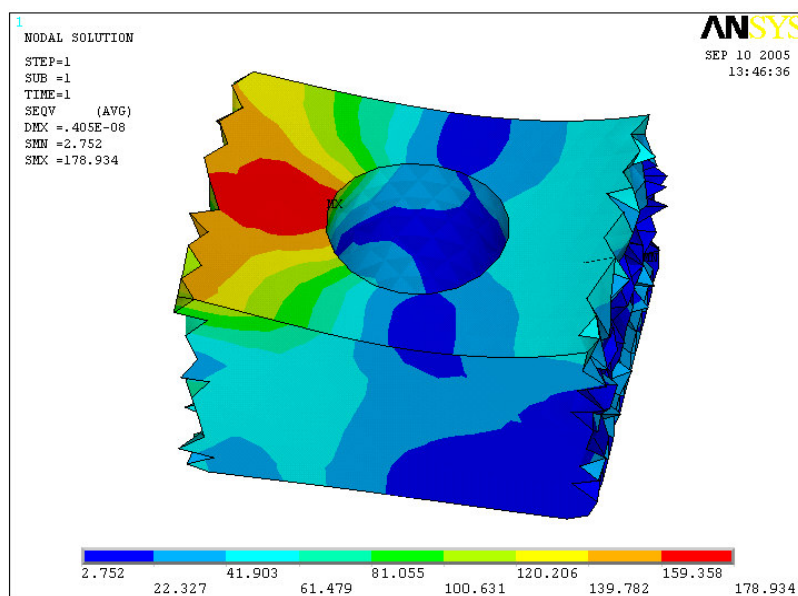 1
NODAL SOLUTION
STEP=1
SUB =1
TIME=1
SEQV (AVG)
DMX =.405E-08
SMN =2.752
SMX =178.934
ANSYS
SEP 10 2005
13:46:36
MX
2.752 41.903 81.055 120.206 159.358
22.327 61.479 100.631 139.782 178.934